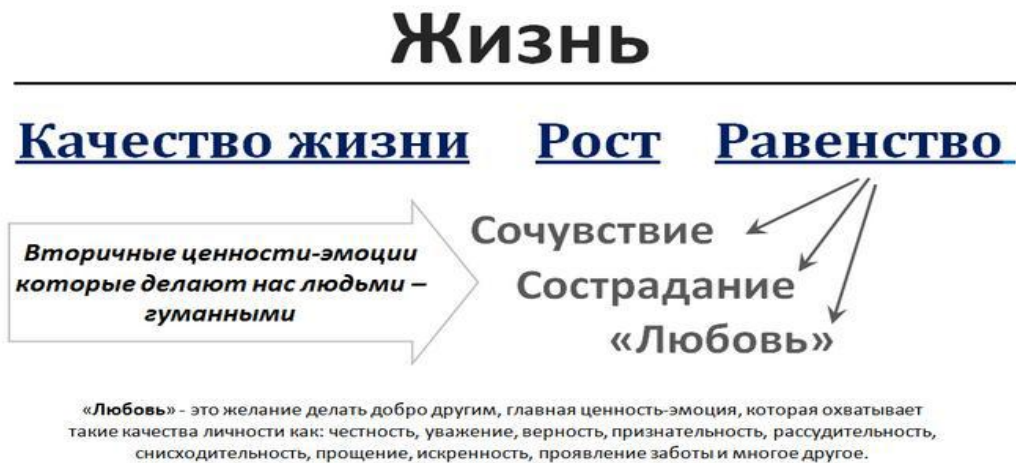 Жизнь
Качество жизни Рост Равенство
Вторичные ценности-эмоции
которые делают нас людьми –
гуманными
Сочувствие
Сострадание
«Любовь»
«Любовь» - это желание делать добро другим, главная ценность-эмоция, которая охватывает
такие качества личности как: честность, уважение, верность, признательность, рассудительность,
снисходительность, прощение, искренность, проявление заботы и многое другое.